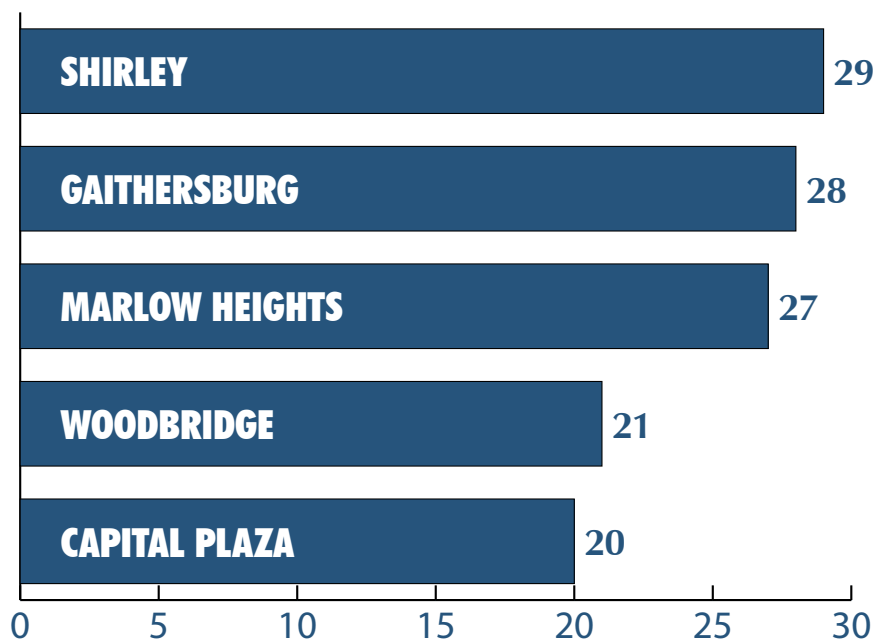 SHIRLEY 29
GAITHERSBURG 28
MARLOW HEIGHTS 27
WOODBRIDGE 21
CAPITAL PLAZA 20
0 5 10 15 20 25 30